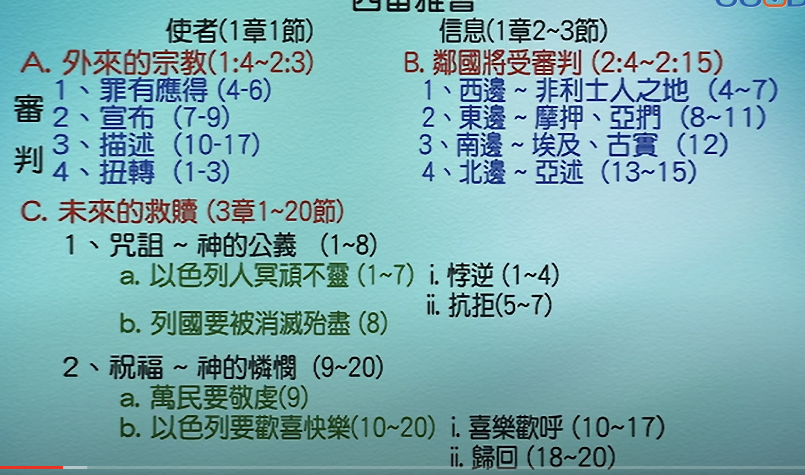 西番雅書
使者(1章1節)
信息(1章2~3節)
A. 外來的宗教(1:4~2:3)
審判
1、罪有應得 (4-6)
2、宣布 (7-9)
3、描述 (10-17)
4、扭轉 (1-3)
B. 鄰國將受審判 (2:4~2:15)
1、西邊 ~ 非利士人之地 (4~7)
2、東邊 ~ 摩押、亞捫 (8~11)
3、南邊 ~ 埃及、古實 (12)
4、北邊 ~ 亞述 (13~15)
C. 未來的救贖 (3章1~20節)
1、咒詛 ~ 神的公義 (1~8)
a. 以色列人冥頑不靈 (1~7) i. 悖逆 (1~4)
ii. 抗拒(5~7)
b. 列國要被消滅殆盡 (8)
2、祝福 ~ 神的憐憫 (9~20)
a. 萬民要敬虔(9)
b. 以色列要歡喜快樂(10~20) i. 喜樂歡呼 (10~17)
ii. 歸回 (18~20)